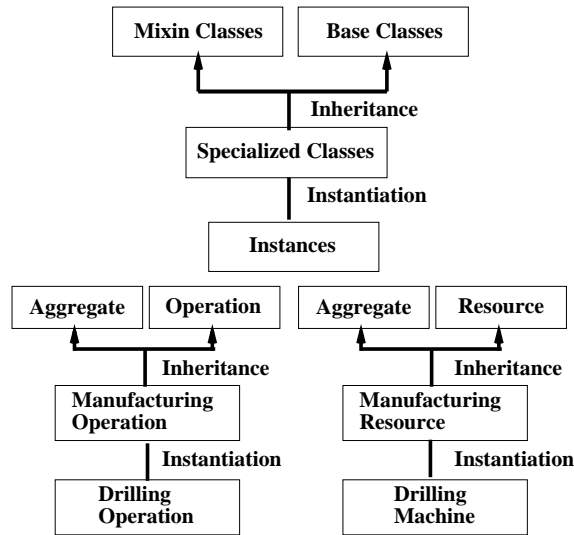 Mixin Classes
Base Classes
Inheritance
Specialized Classes
Instantiation
Instances
Aggregate
Operation
Aggregate
Resource
Inheritance
Inheritance
Manufacturing
Operation
Manufacturing
Resource
Instantiation
Instantiation
Drilling
Operation
Drilling
Machine